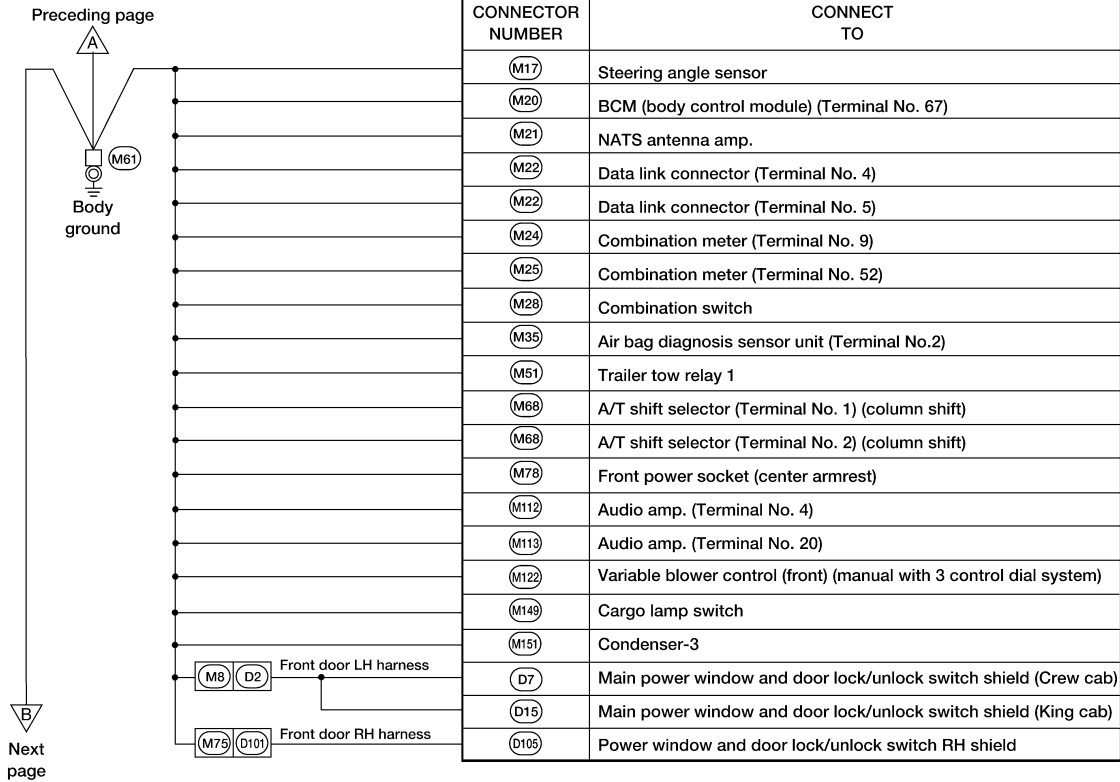 Preceding page
A
M61
Body
ground
B
Next
page
CONNECTOR
NUMBER
CONNECT
TO
M17 Steering angle sensor
M20 BCM (body control module) (Terminal No. 67)
M21 NATS antenna amp.
M22 Data link connector (Terminal No. 4)
M22 Data link connector (Terminal No. 5)
M24 Combination meter (Terminal No. 9)
M25 Combination meter (Terminal No. 52)
M28 Combination switch
M35 Air bag diagnosis sensor unit (Terminal No.2)
M51 Trailer tow relay 1
M68 A/T shift selector (Terminal No. 1) (column shift)
M68 A/T shift selector (Terminal No. 2) (column shift)
M78 Front power socket (center armrest)
M112 Audio amp. (Terminal No. 4)
M113 Audio amp. (Terminal No. 20)
M122 Variable blower control (front) (manual with 3 control dial system)
M149 Cargo lamp switch
M151 Condenser-3
M8 D2 Front door LH harness D7 Main power window and door lock/unlock switch shield (Crew cab)
D15 Main power window and door lock/unlock switch shield (King cab)
M75 D101 Front door RH harness D105 Power window and door lock/unlock switch RH shield